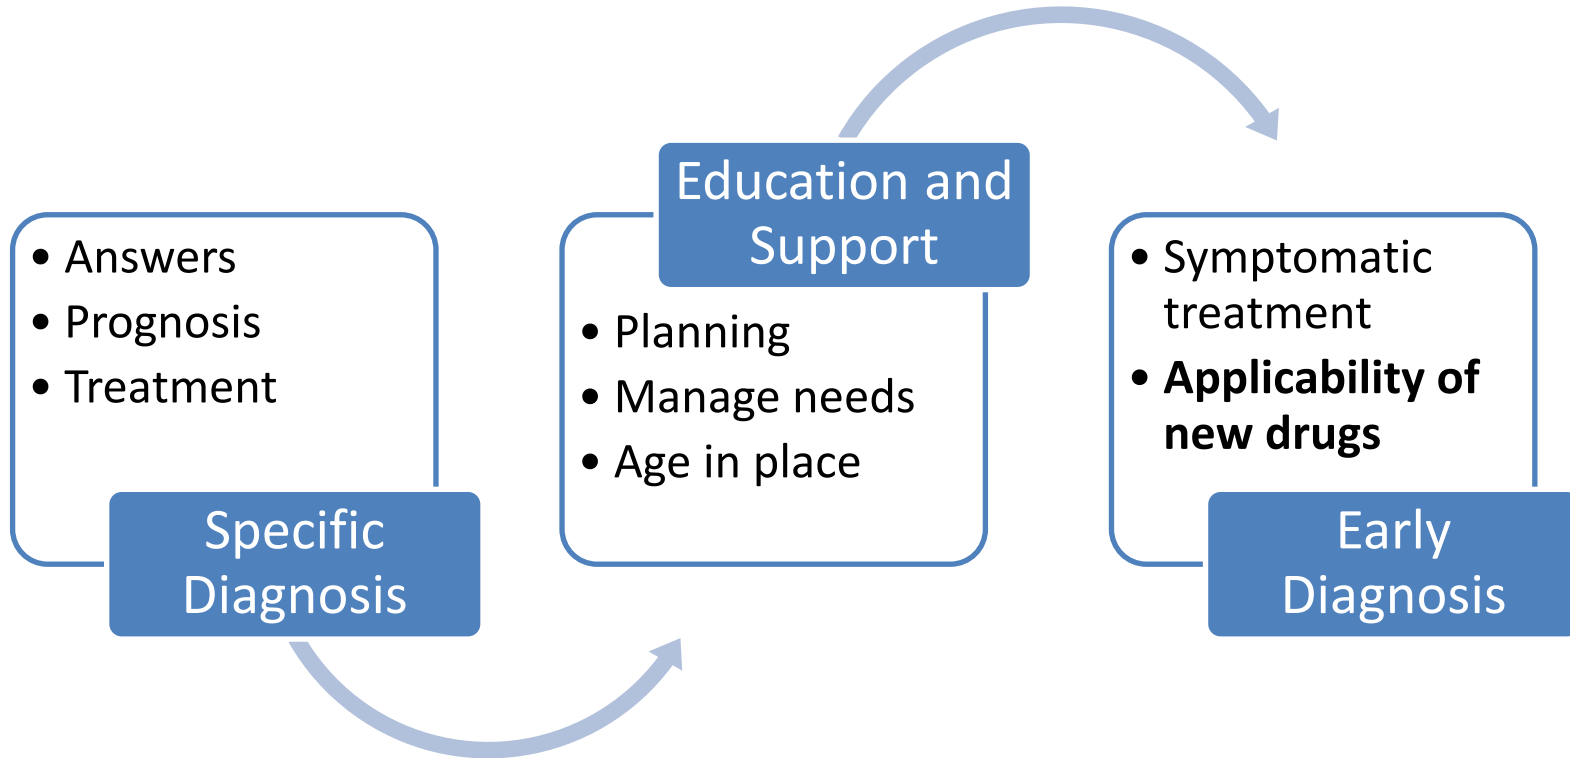 • Answers
• Prognosis
• Treatment
Specific
Diagnosis
Education and
Support
• Planning
• Manage needs
• Age in place
• Symptomatic
treatment
• Applicability of
new drugs
Early
Diagnosis